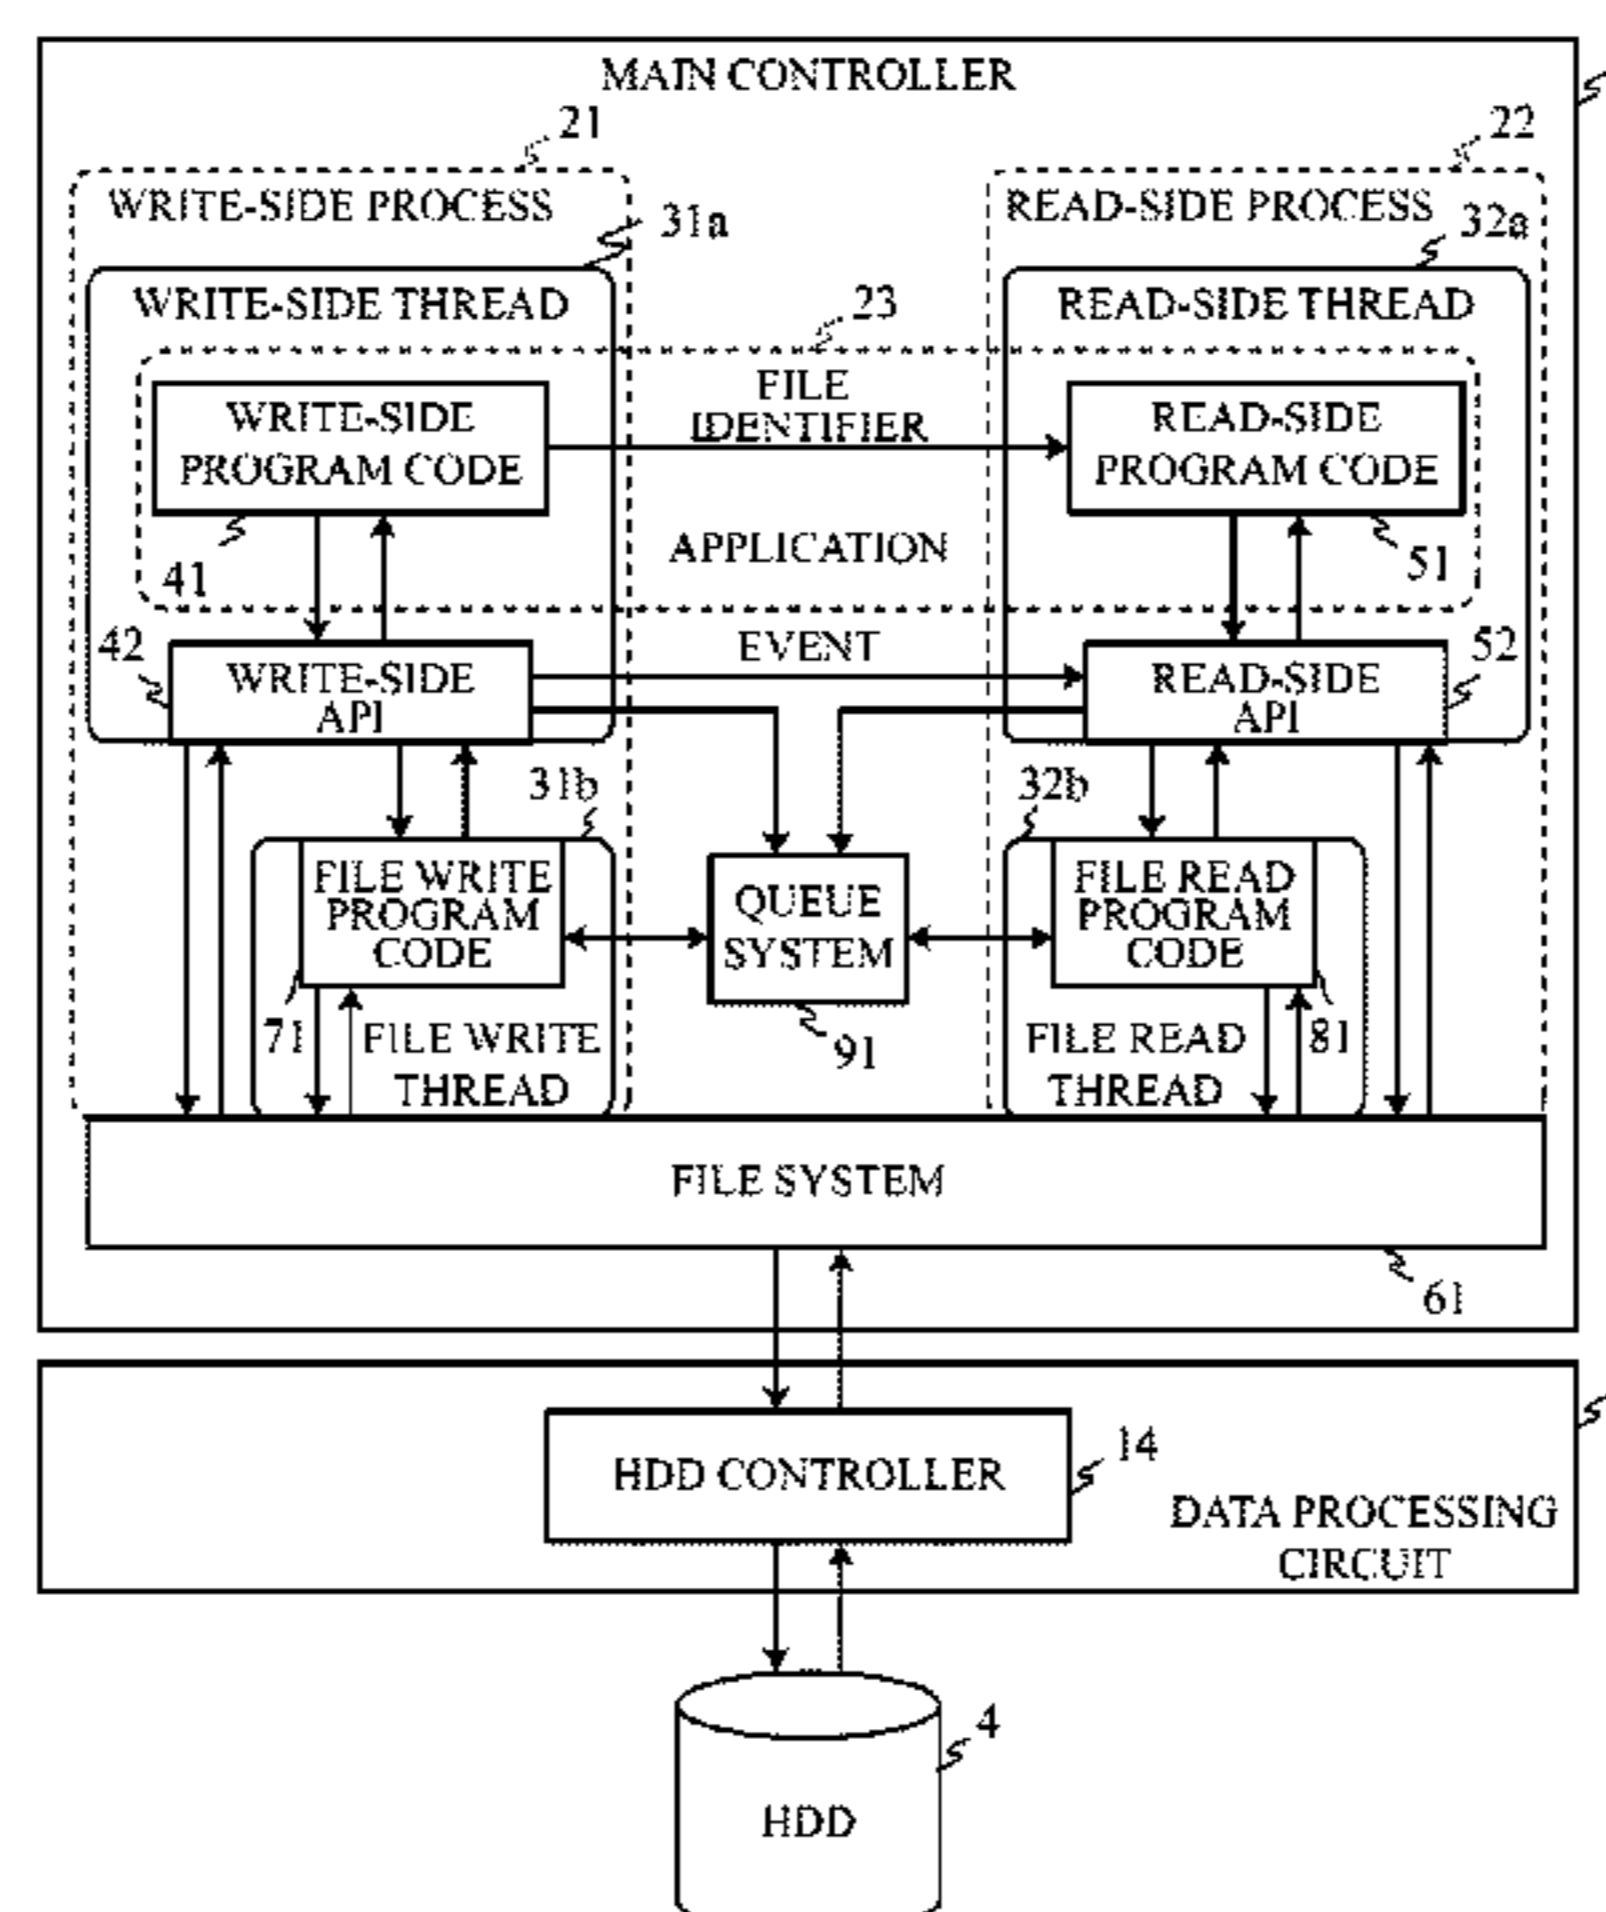 MAIN CONTROLLER
21
22
WRITE-SIDE PROCESS
READ-SIDE PROCESS
31a
32a
WRITE-SIDE THREAD
READ-SIDE THREAD
23
FILE
IDENTIFIER
WRITE-SIDE
PROGRAM CODE
READ-SIDE
PROGRAM CODE
APPLICATION
41
51
42
EVENT
52
WRITE-SIDE
API
READ-SIDE
API
31b
32b
FILE WRITE
PROGRAM
CODE
QUEUE
SYSTEM
FILE READ
PROGRAM
CODE
71
FILE WRITE
THREAD
91
FILE READ
THREAD
81
FILE SYSTEM
61
HDD CONTROLLER
14
DATA PROCESSING
CIRCUIT
4
HDD